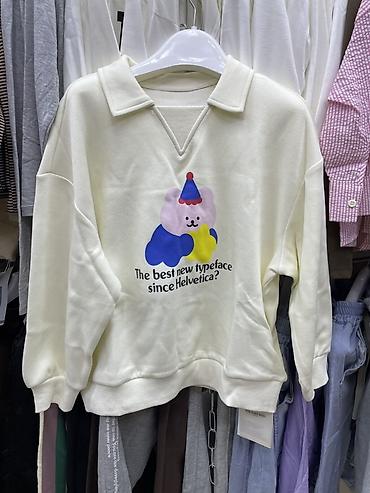 The best new typeface
since Helvetica?